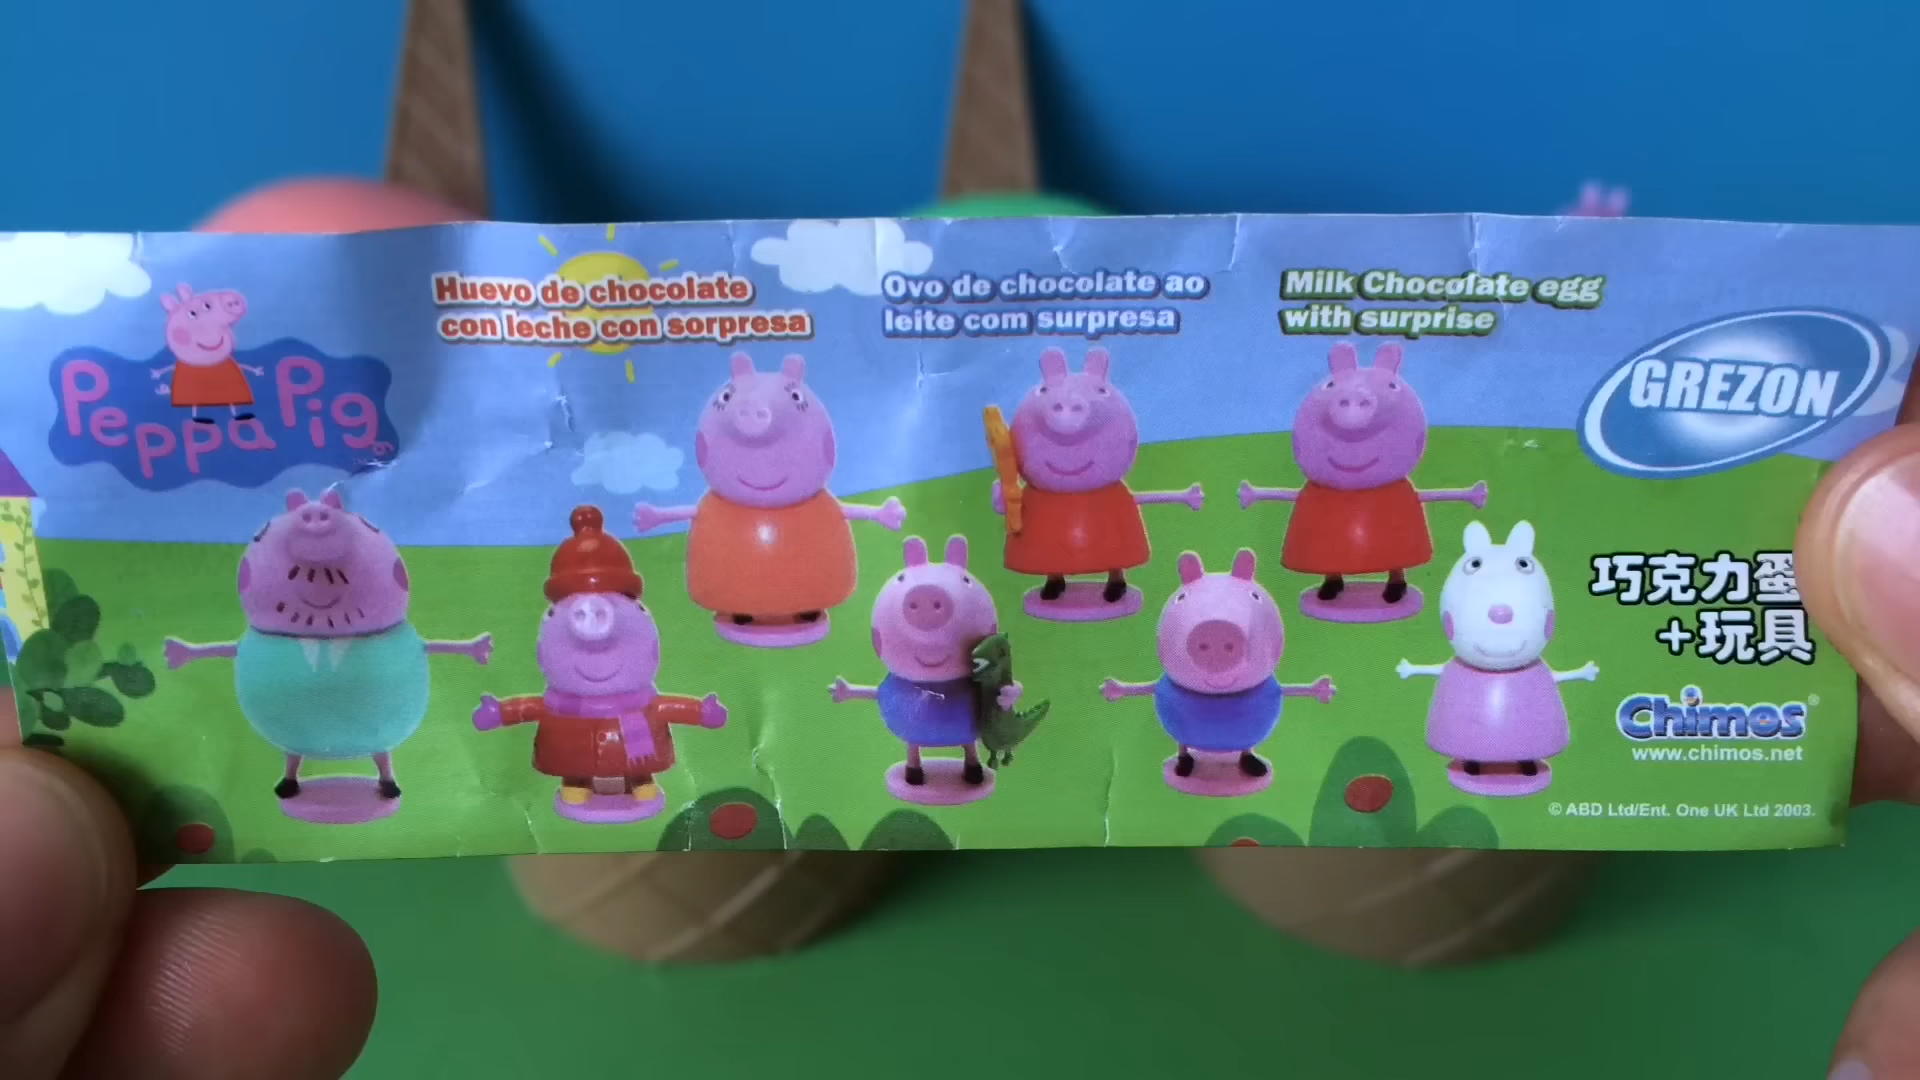 Peppa Pig
Huevo de chocolate
con leche con sorpresa
Ovo de chocolate ao
leite com surpresa
Milk Chocolate egg
with surprise
GREZON
巧克力蛋
+玩具
Chimos®
www.chimos.net
© ABD Ltd/Ent. One UK Ltd 2003.